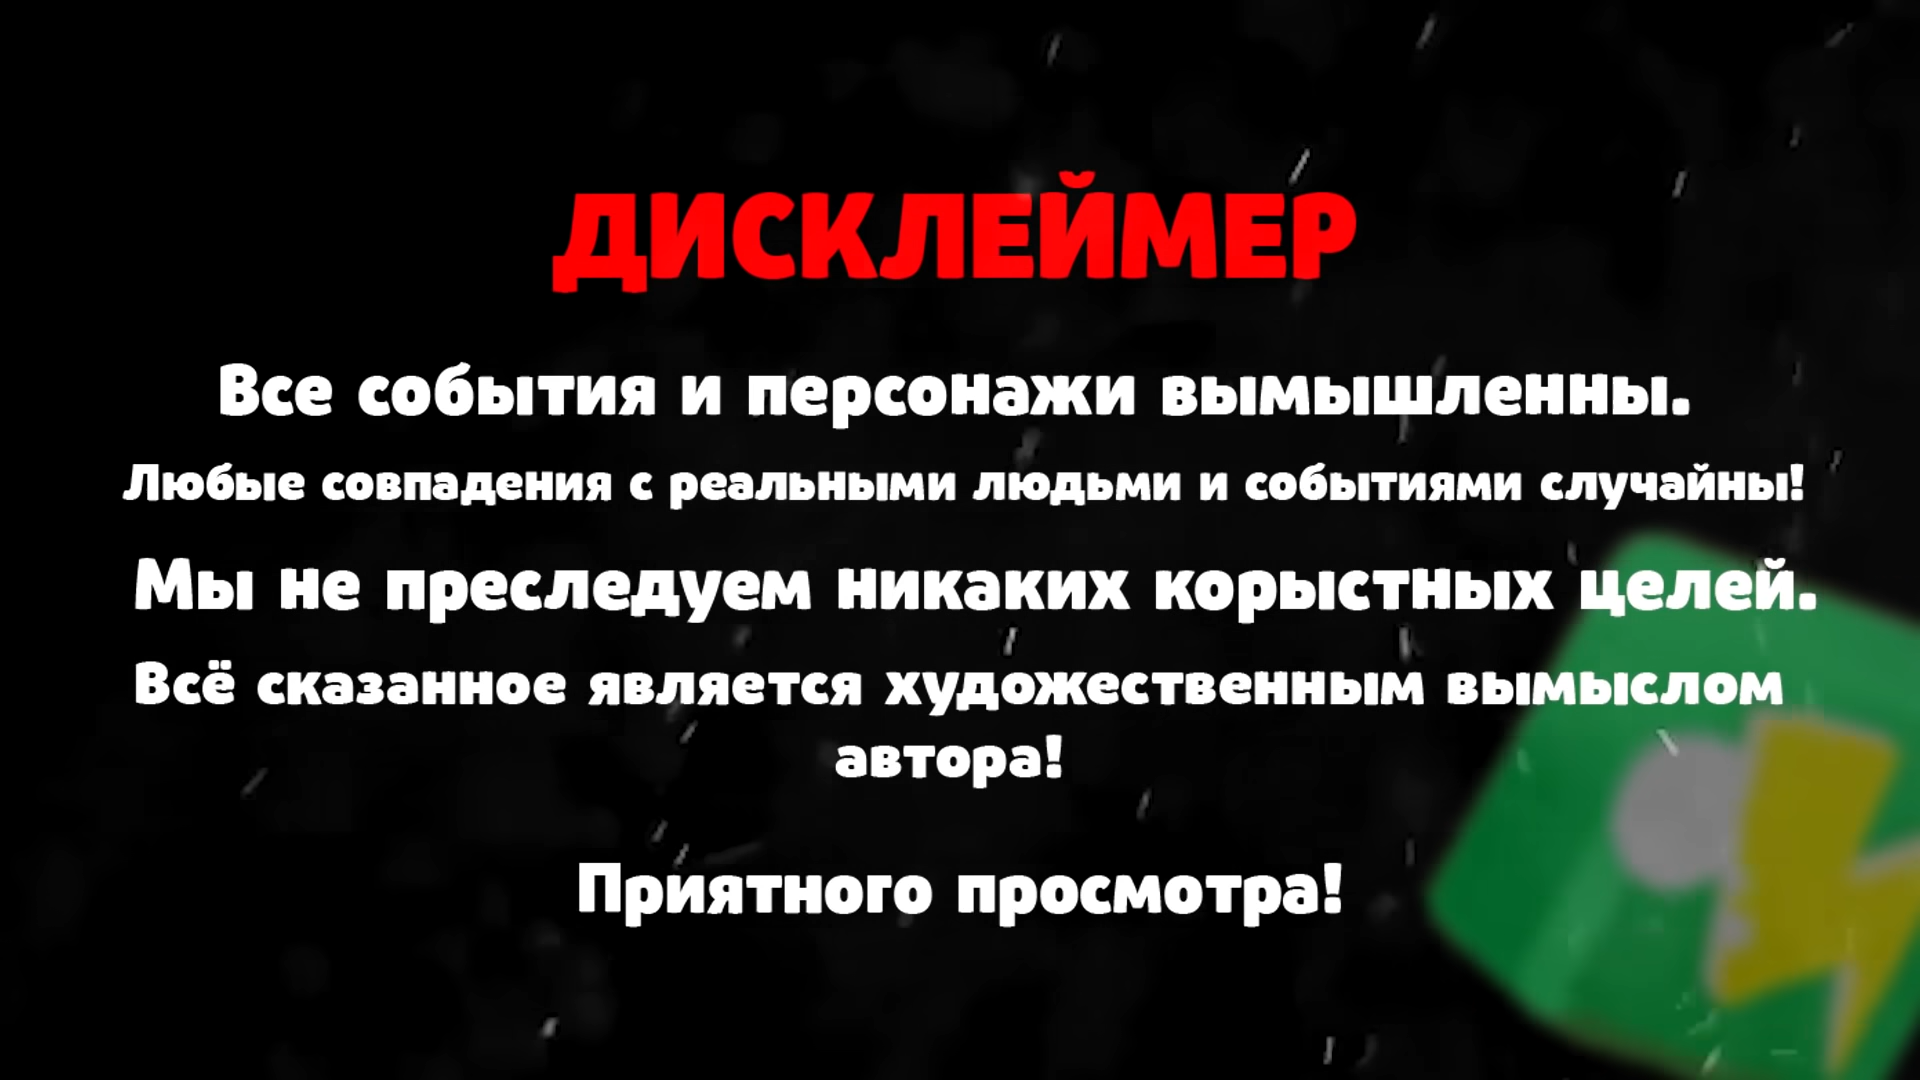 ДИСКЛЕЙМЕР
Все события и персонажи вымышленны.
Любые совпадения с реальными людьми и событиями случайны!
Мы не преследуем никаких корыстных целей.
Всё сказанное является художественным вымыслом
автора!
Приятного просмотра!